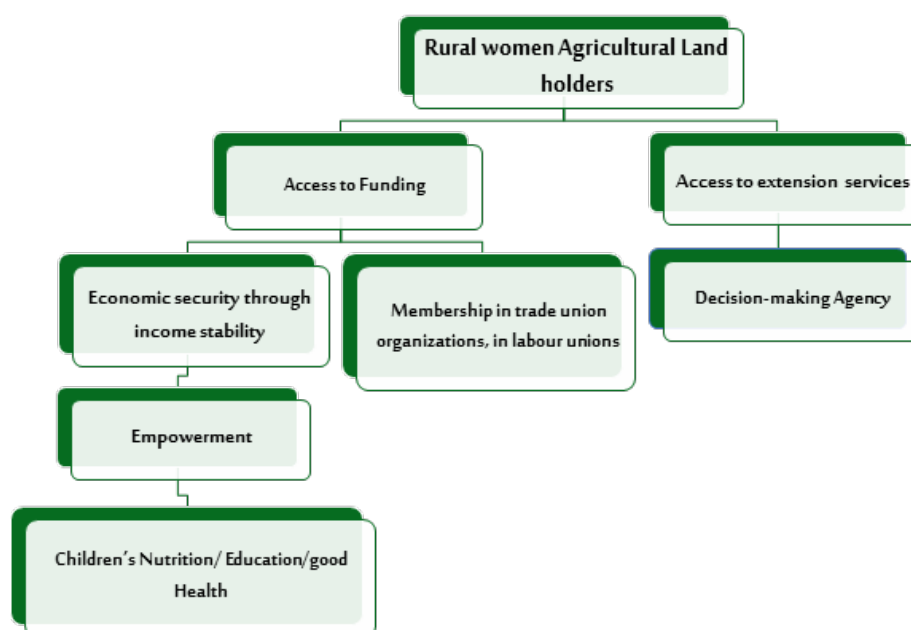 Rural women Agricultural Land
holders
Access to Funding
Access to extension services
Economic security through
income stability
Membership in trade union
organizations, in labour unions
Decision-making Agency
Empowerment
Children's Nutrition/ Education/good
Health